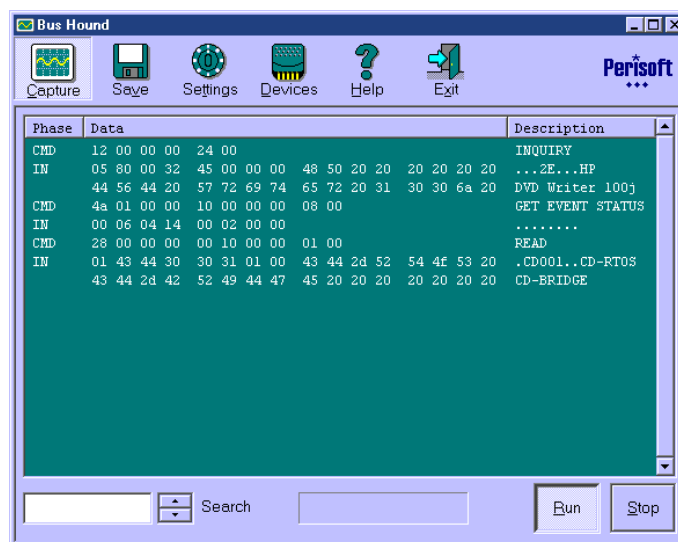 Bus Hound
Capture Save Settings Devices Help Exit Perisoft
Phase Data Description
CMD 12 00 00 00 24 00 INQUIRY
IN 05 80 00 32 45 00 00 00 48 50 20 20 20 20 20 20 ...2E...HP
44 56 44 20 57 72 69 74 65 72 20 31 30 30 6a 20 DVD Writer 100j
CMD 4a 01 00 00 10 00 00 00 08 00 GET EVENT STATUS
IN 00 06 04 14 00 02 00 00 ........
CMD 28 00 00 00 00 10 00 00 01 00 READ
IN 01 43 44 30 30 31 01 00 43 44 2d 52 54 4f 53 20 .CD001..CD-RTOS
43 44 2d 42 52 49 44 47 45 20 20 20 20 20 20 20 CD-BRIDGE
Search Run Stop